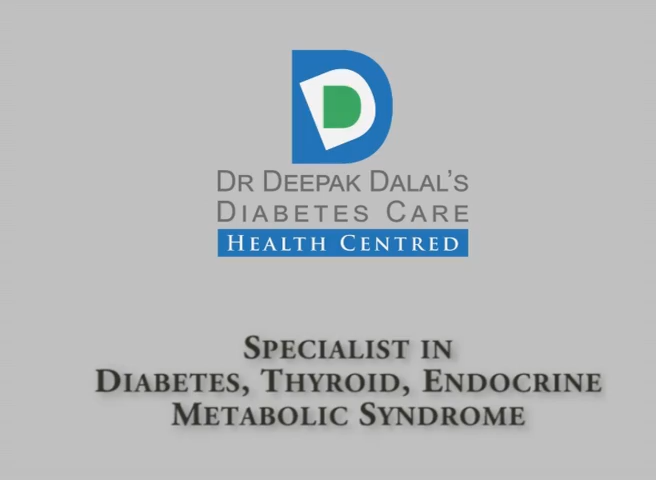 DR DEEPAK DALAL'S
DIABETES CARE
HEALTH CENTRED
SPECIALIST IN
DIABETES, THYROID, ENDOCRINE
METABOLIC SYNDROME